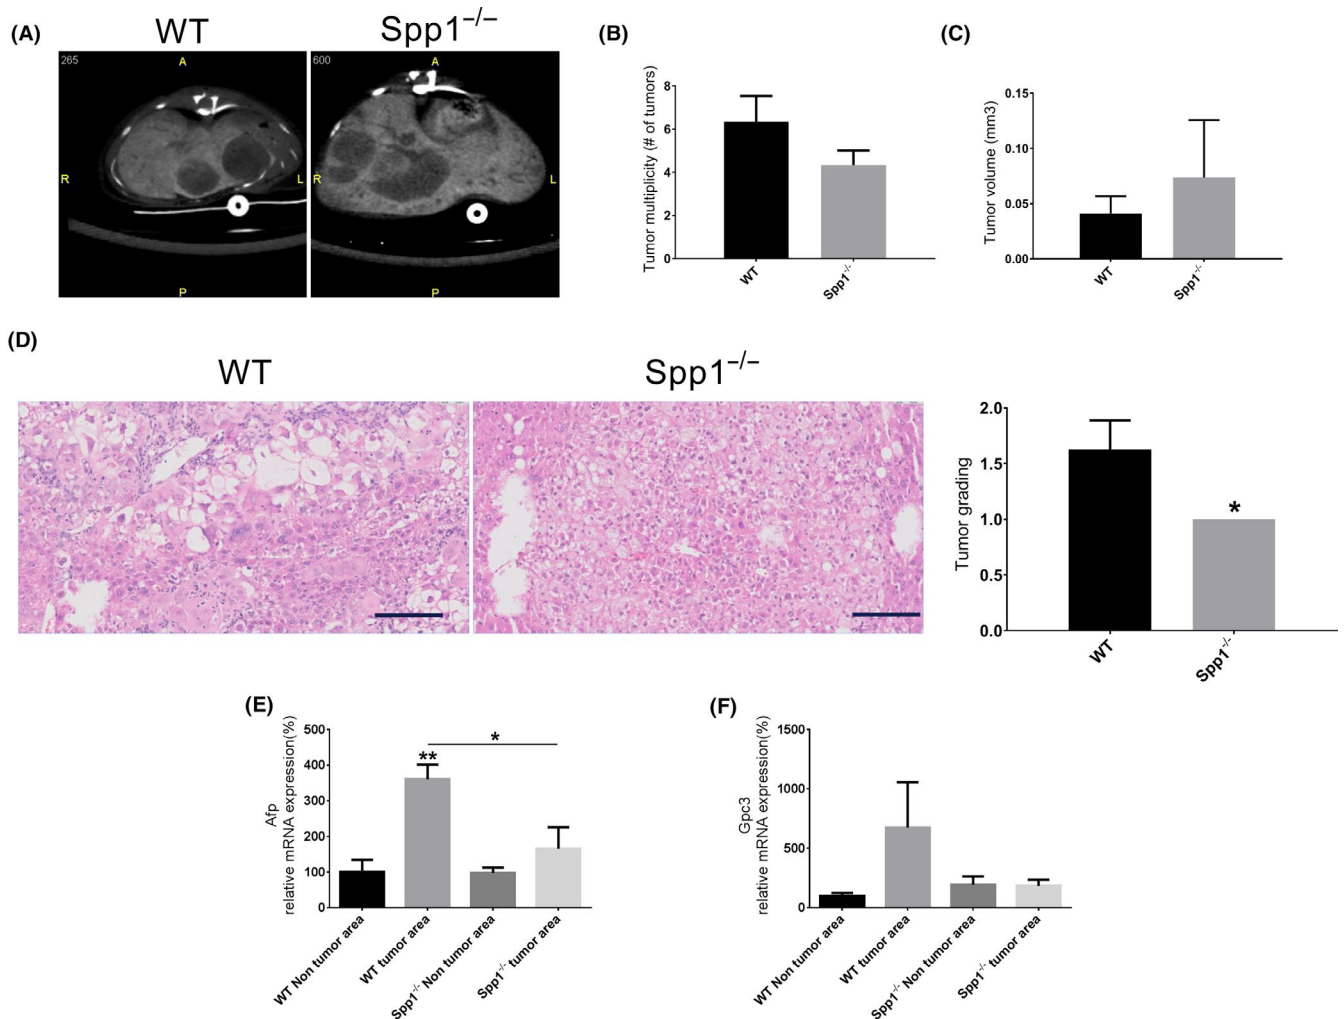 (A)
WT
Spp1⁻/⁻
265
A
R
L
P
600
A
R
L
P
(B)
Tumor multiplicity (# of tumors)
8
6
4
2
0
WT
Spp1⁻/⁻
(C)
Tumor volume (mm3)
0.15
0.10
0.05
0.00
WT
Spp1⁻/⁻
(D)
WT
Spp1⁻/⁻
Tumor grading
2.0
1.5
1.0
0.5
0.0
*
WT
Spp1⁻/⁻
(E)
Afp
relative mRNA expression(%)
500
400
300
200
100
0
**
*
WT Non tumor area
WT tumor area
Spp1⁻/⁻ Non tumor area
Spp1⁻/⁻ tumor area
(F)
Gpc3
relative mRNA expression(%)
1500
1000
500
0
WT Non tumor area
WT tumor area
Spp1⁻/⁻ Non tumor area
Spp1⁻/⁻ tumor area